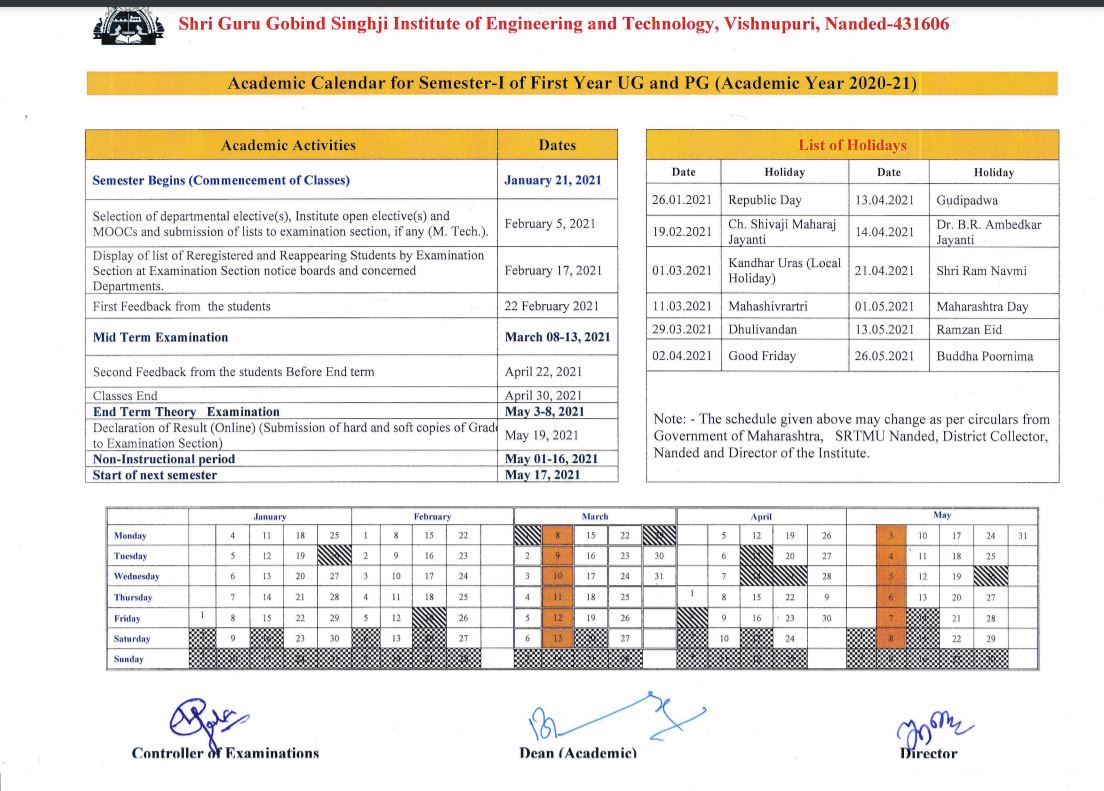 Shri Guru Gobind Singhji Institute of Engineering and Technology, Vishnupuri, Nanded-431606
Academic Calendar for Semester-I of First Year UG and PG (Academic Year 2020-21)
Academic Activities Dates
Semester Begins (Commencement of Classes) January 21, 2021
Selection of departmental elective(s), Institute open elective(s) and
MOOCs and submission of lists to examination section, if any (M. Tech.). February 5, 2021
Display of list of Reregistered and Reappearing Students by Examination
Section at Examination Section notice boards and concerned February 17, 2021
Departments.
First Feedback from the students 22 February 2021
Mid Term Examination March 08-13, 2021
Second Feedback from the students Before End term April 22, 2021
Classes End April 30, 2021
End Term Theory Examination May 3-8, 2021
Declaration of Result (Online) (Submission of hard and soft copies of Grade
to Examination Section) May 19, 2021
Non-Instructional period May 01-16, 2021
Start of next semester May 17, 2021
List of Holidays
Date Holiday Date Holiday
26.01.2021 Republic Day 13.04.2021 Gudipadwa
19.02.2021 Ch. Shivaji Maharaj Jayanti 14.04.2021 Dr. B.R. Ambedkar Jayanti
01.03.2021 Kandhar Uras (Local Holiday) 21.04.2021 Shri Ram Navmi
11.03.2021 Mahashivrartri 01.05.2021 Maharashtra Day
29.03.2021 Dhulivandan 13.05.2021 Ramzan Eid
02.04.2021 Good Friday 26.05.2021 Buddha Poornima
Note: - The schedule given above may change as per circulars from
Government of Maharashtra, SRTMU Nanded, District Collector,
Nanded and Director of the Institute.
January February March April May
Monday 4 11 18 25 1 8 15 22 8 15 22 5 12 19 26 3 10 17 24 31
Tuesday 5 12 19 2 9 16 23 2 9 16 23 30 6 20 27 4 11 18 25
Wednesday 6 13 20 27 3 10 17 24 3 10 17 24 31 7 28 5 12 19
Thursday 7 14 21 28 4 11 18 25 4 11 18 25 1 8 15 22 9 6 13 20 27
Friday 1 8 15 22 29 5 12 26 5 12 19 26 9 16 23 30 7 21 28
Saturday 9 23 30 13 27 6 13 27 10 24 8 22 29
Sunday
Controller of Examinations Dean (Academic) Director